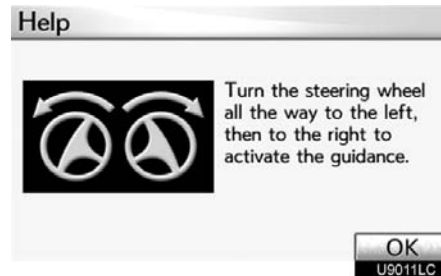 Help
Turn the steering wheel
all the way to the left,
then to the right to
activate the guidance.
OK
U9011LC